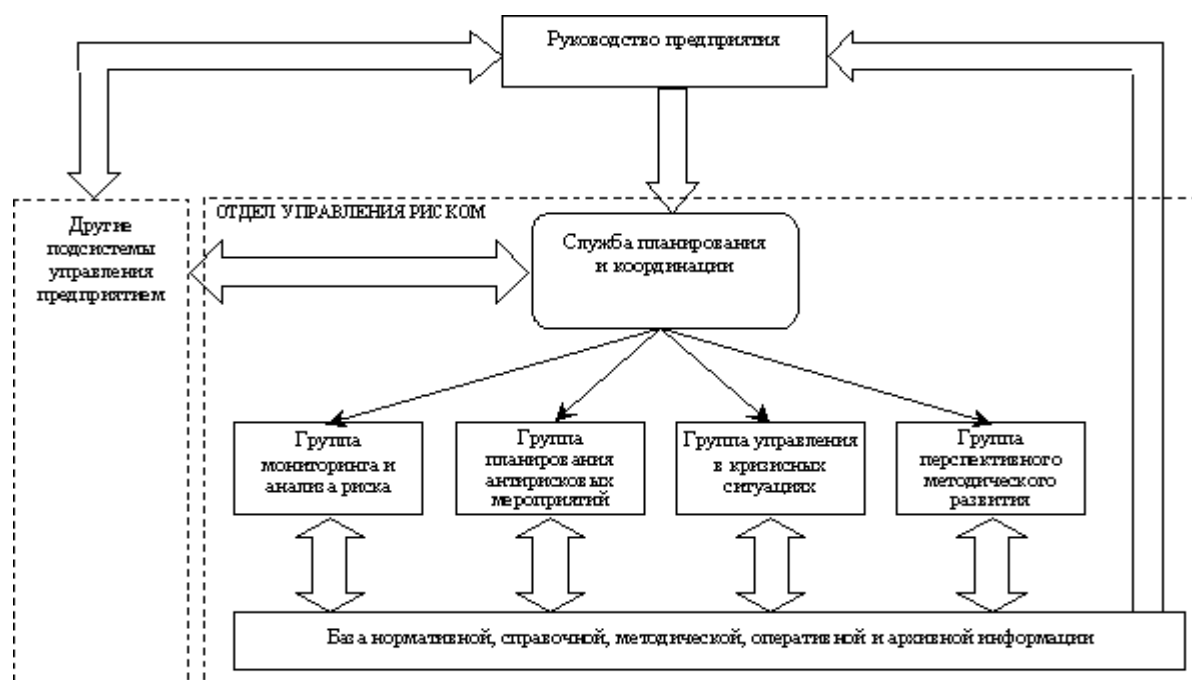 Руководство предприятия
ОТДЕЛ УПРАВЛЕНИЯ РИСКОМ
Другие
подсистемы
управления
предприятием
Служба планирования
и координации
Группа
мониторинга и
анализа риска
Группа
планирования
антирисковых
мероприятий
Группа управления
в кризисных
ситуациях
Группа
перспективного
методического
развития
База нормативной, справочной, методической, оперативной и архивной информации